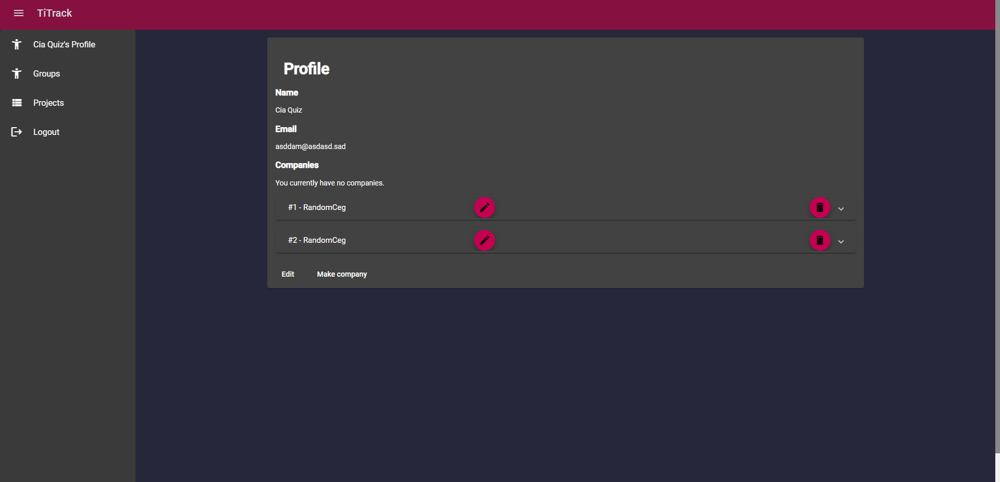 TiTrack
Cia Quiz's Profile
Groups
Projects
Logout
Profile
Name
Cia Quiz
Email
asddam@asdasd.sad
Companies
You currently have no companies.
#1 - RandomCeg
#2 - RandomCeg
Edit Make company